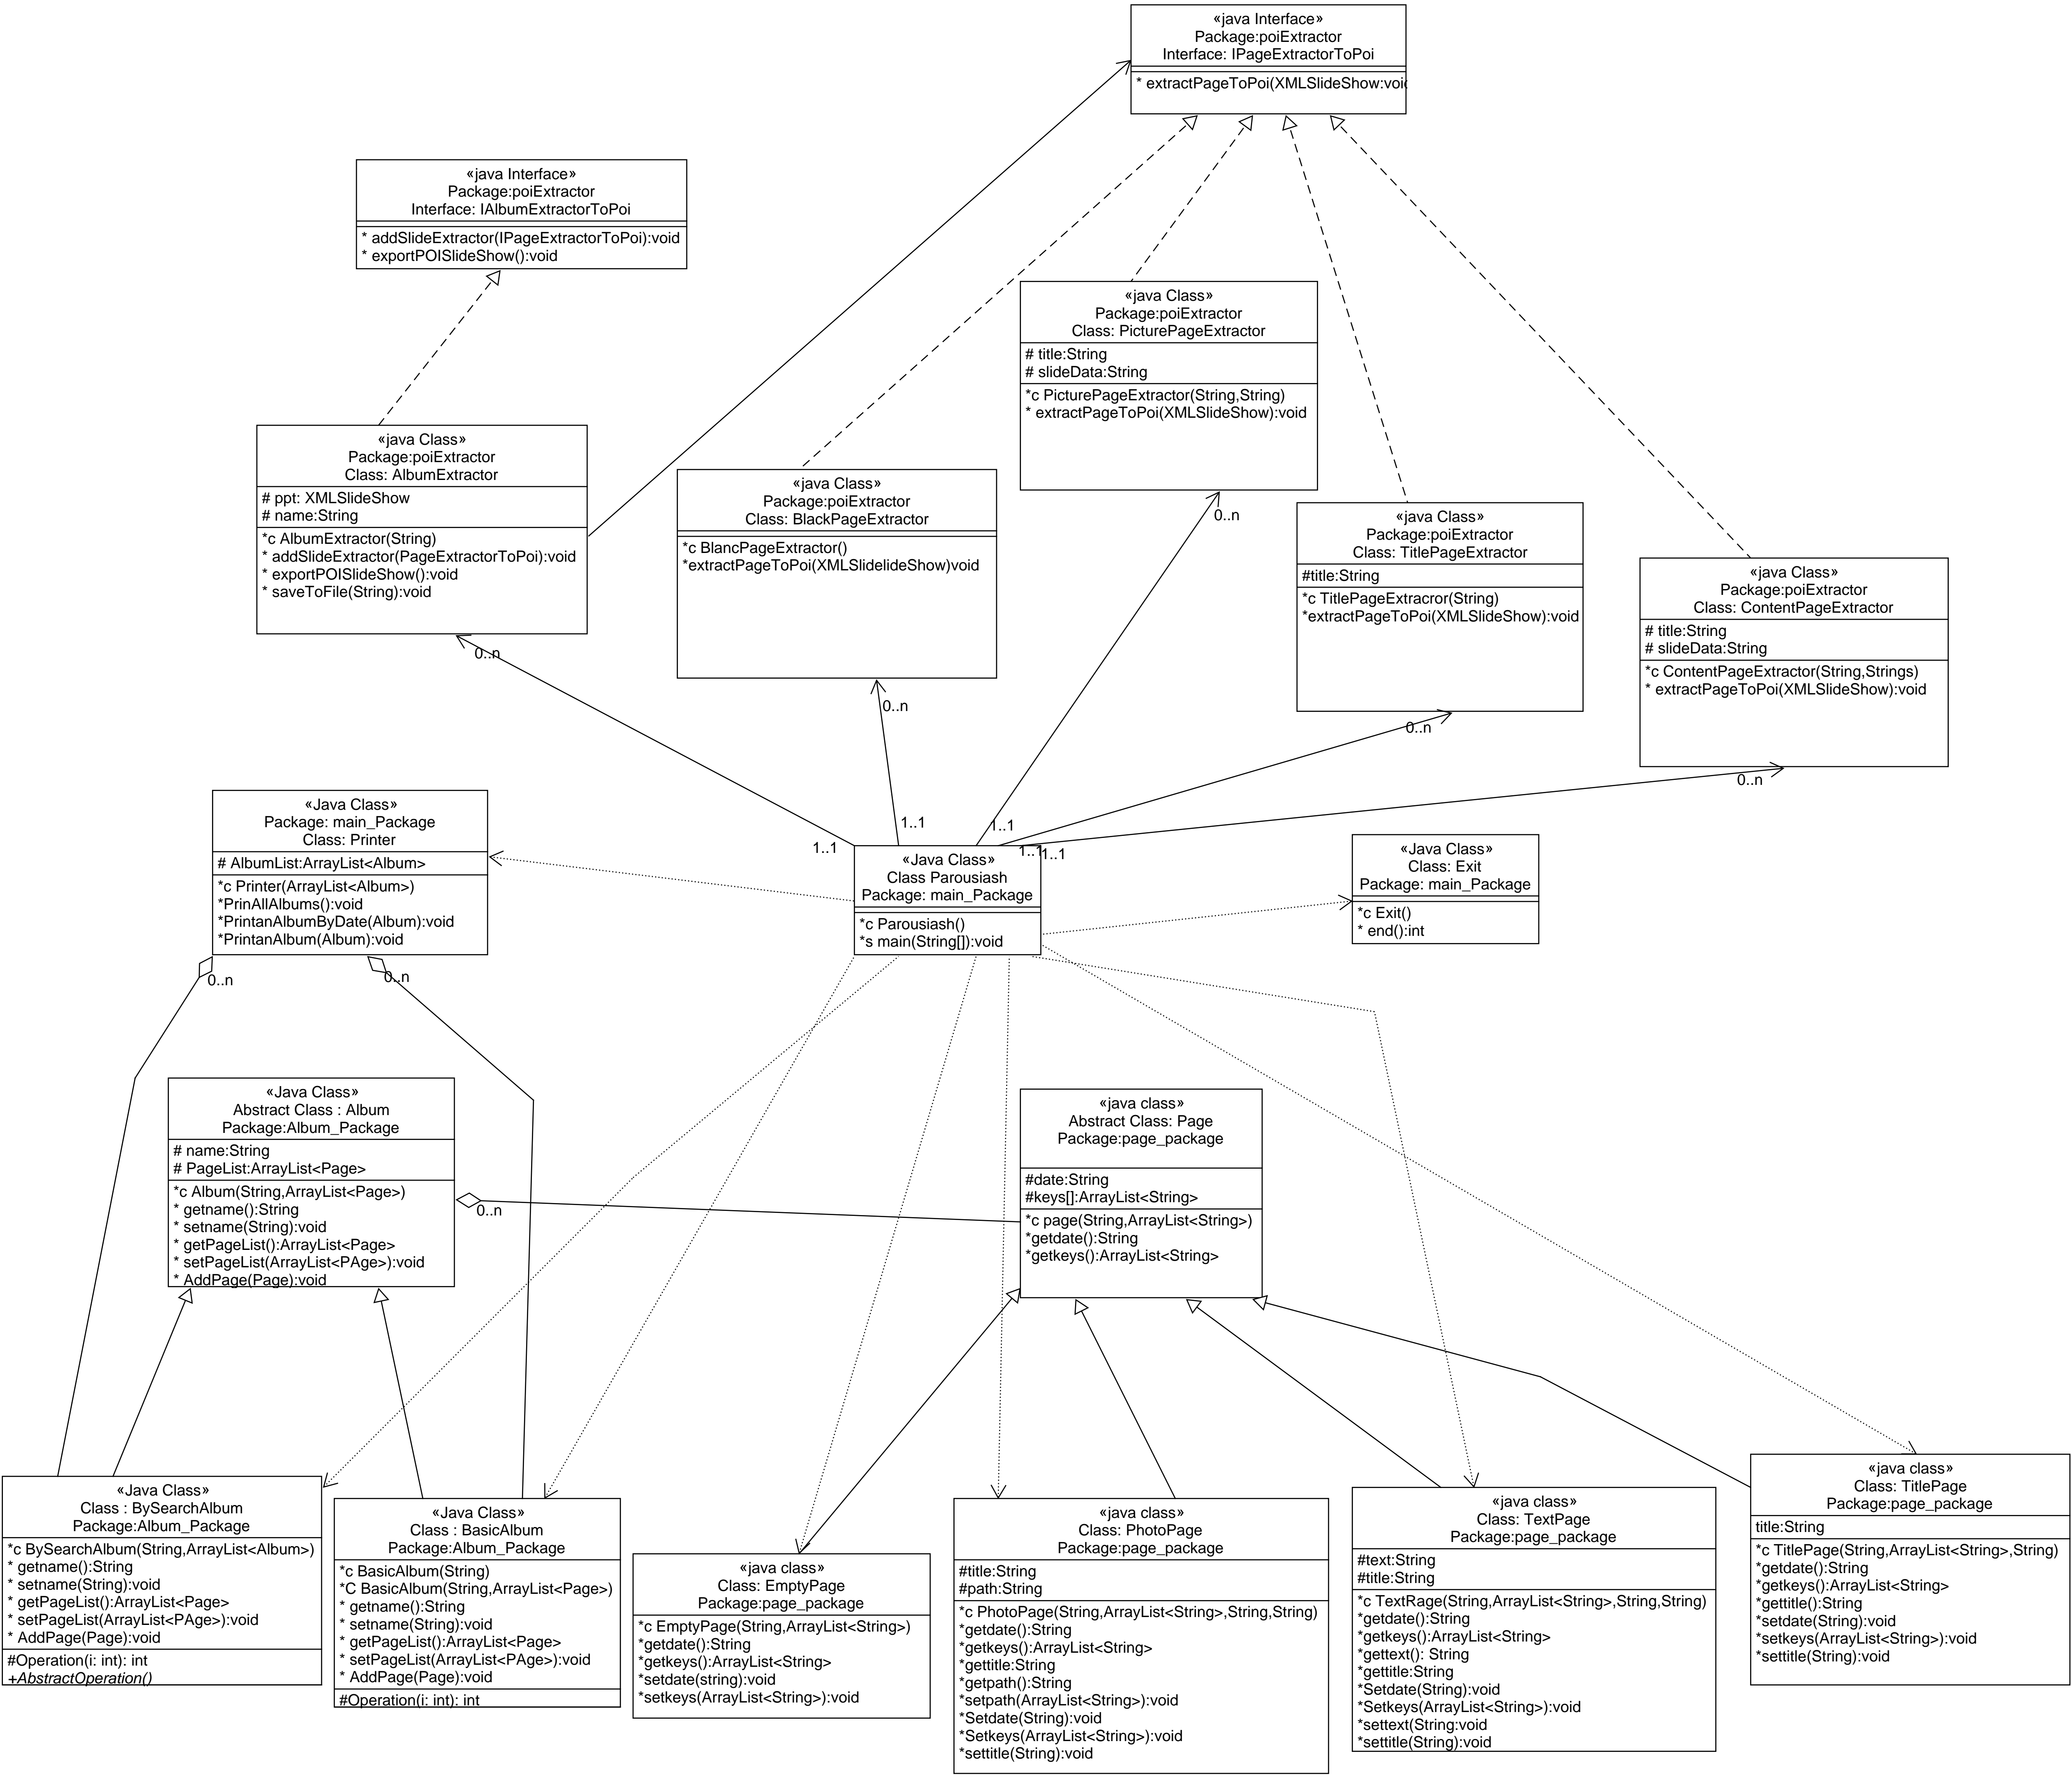 «java Interface»
Package:poiExtractor
Interface: IPageExtractorToPoi
* extractPageToPoi(XMLSlideShow:voic
«java Interface»
Package:poiExtractor
Interface: IAlbumExtractorToPoi
* addSlideExtractor(IPageExtractorToPoi):void
* exportPOISlideShow():void
«java Class»
Package:poiExtractor
Class: PicturePageExtractor
# title:String
# slideData:String
*c PicturePageExtractor(String,String)
* extractPageToPoi(XMLSlideShow):void
0..n
«java Class»
Package:poiExtractor
Class: AlbumExtractor
# ppt: XMLSlideShow
# name:String
*c AlbumExtractor(String)
* addSlideExtractor(PageExtractorToPoi):void
* exportPOISlideShow():void
* saveToFile(String):void
0..n
«java Class»
Package:poiExtractor
Class: BlackPageExtractor
*c BlancPageExtractor()
*extractPageToPoi(XMLSlidelideShow)void
0..n
«java Class»
Package:poiExtractor
Class: TitlePageExtractor
#title:String
*c TitlePageExtracror(String)
*extractPageToPoi(XMLSlideShow):void
0..n
«java Class»
Package:poiExtractor
Class: ContentPageExtractor
# title:String
# slideData:String
*c ContentPageExtractor(String,Strings)
* extractPageToPoi(XMLSlideShow):void
0..n
«Java Class»
Package: main_Package
Class: Printer
# AlbumList:ArrayList<Album>
*c Printer(ArrayList<Album>)
*PrinAllAlbums():void
*PrintanAlbumByDate(Album):void
*PrintanAlbum(Album):void
0..n
0..n
1..1
1..1
1..1
1..1
1..1
«Java Class»
Class Parousiash
Package: main_Package
*c Parousiash()
*s main(String[]):void
«Java Class»
Class: Exit
Package: main_Package
*c Exit()
* end():int
«Java Class»
Abstract Class : Album
Package:Album_Package
# name:String
# PageList:ArrayList<Page>
*c Album(String,ArrayList<Page>)
* getname():String
* setname(String):void
* getPageList():ArrayList<Page>
* setPageList(ArrayList<PAge>):void
* AddPage(Page):void
0..n
«java class»
Abstract Class: Page
Package:page_package
#date:String
#keys[]:ArrayList<String>
*c page(String,ArrayList<String>)
*getdate():String
*getkeys():ArrayList<String>
«Java Class»
Class : BySearchAlbum
Package:Album_Package
*c BySearchAlbum(String,ArrayList<Album>)
* getname():String
* setname(String):void
* getPageList():ArrayList<Page>
* setPageList(ArrayList<PAge>):void
* AddPage(Page):void
#Operation(i: int): int
+AbstractOperation()
«Java Class»
Class : BasicAlbum
Package:Album_Package
*c BasicAlbum(String)
*C BasicAlbum(String,ArrayList<Page>)
* getname():String
* setname(String):void
* getPageList():ArrayList<Page>
* setPageList(ArrayList<PAge>):void
* AddPage(Page):void
#Operation(i: int): int
«java class»
Class: EmptyPage
Package:page_package
*c EmptyPage(String,ArrayList<String>)
*getdate():String
*getkeys():ArrayList<String>
*setdate(string):void
*setkeys(ArrayList<String>):void
«java class»
Class: PhotoPage
Package:page_package
#title:String
#path:String
*c PhotoPage(String,ArrayList<String>,String,String)
*getdate():String
*getkeys():ArrayList<String>
*gettitle:String
*getpath():String
*setpath(ArrayList<String>):void
*Setdate(String):void
*Setkeys(ArrayList<String>):void
*settitle(String):void
«java class»
Class: TextPage
Package:page_package
#text:String
#title:String
*c TextRage(String,ArrayList<String>,String,String)
*getdate():String
*getkeys():ArrayList<String>
*gettext(): String
*gettitle:String
*Setdate(String):void
*Setkeys(ArrayList<String>):void
*settext(String:void
*settitle(String):void
«java class»
Class: TitlePage
Package:page_package
title:String
*c TitlePage(String,ArrayList<String>,String)
*getdate():String
*getkeys():ArrayList<String>
*gettitle():String
*setdate(String):void
*setkeys(ArrayList<String>):void
*settitle(String):void